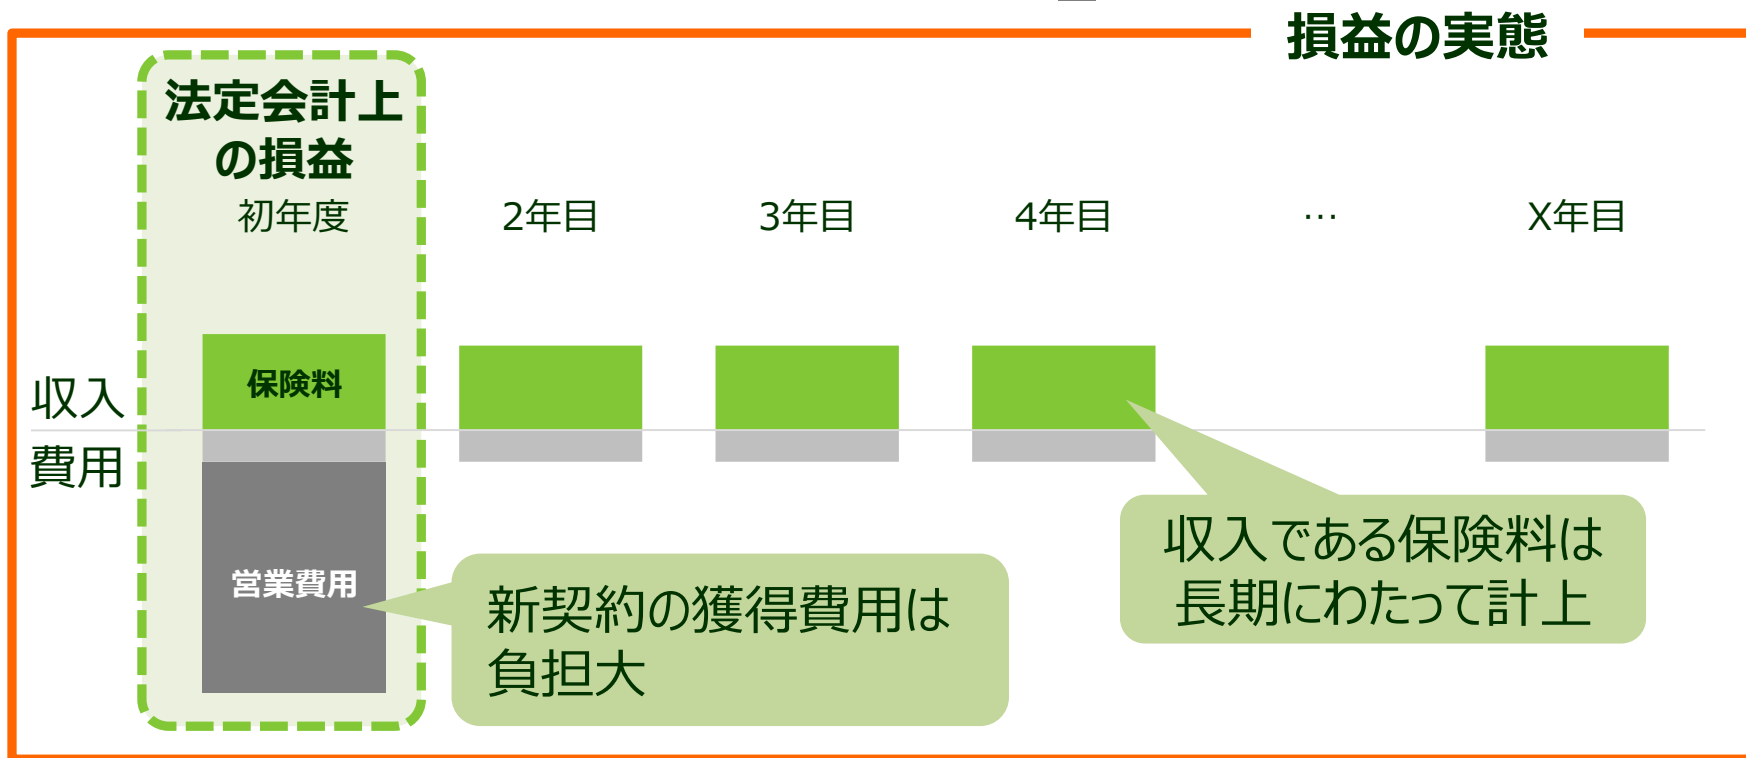 損益の実態
法定会計上
の損益
初年度
2年目
3年目
4年目
…
X年目
収入
保険料
費用
営業費用
新契約の獲得費用は
負担大
収入である保険料は
長期にわたって計上